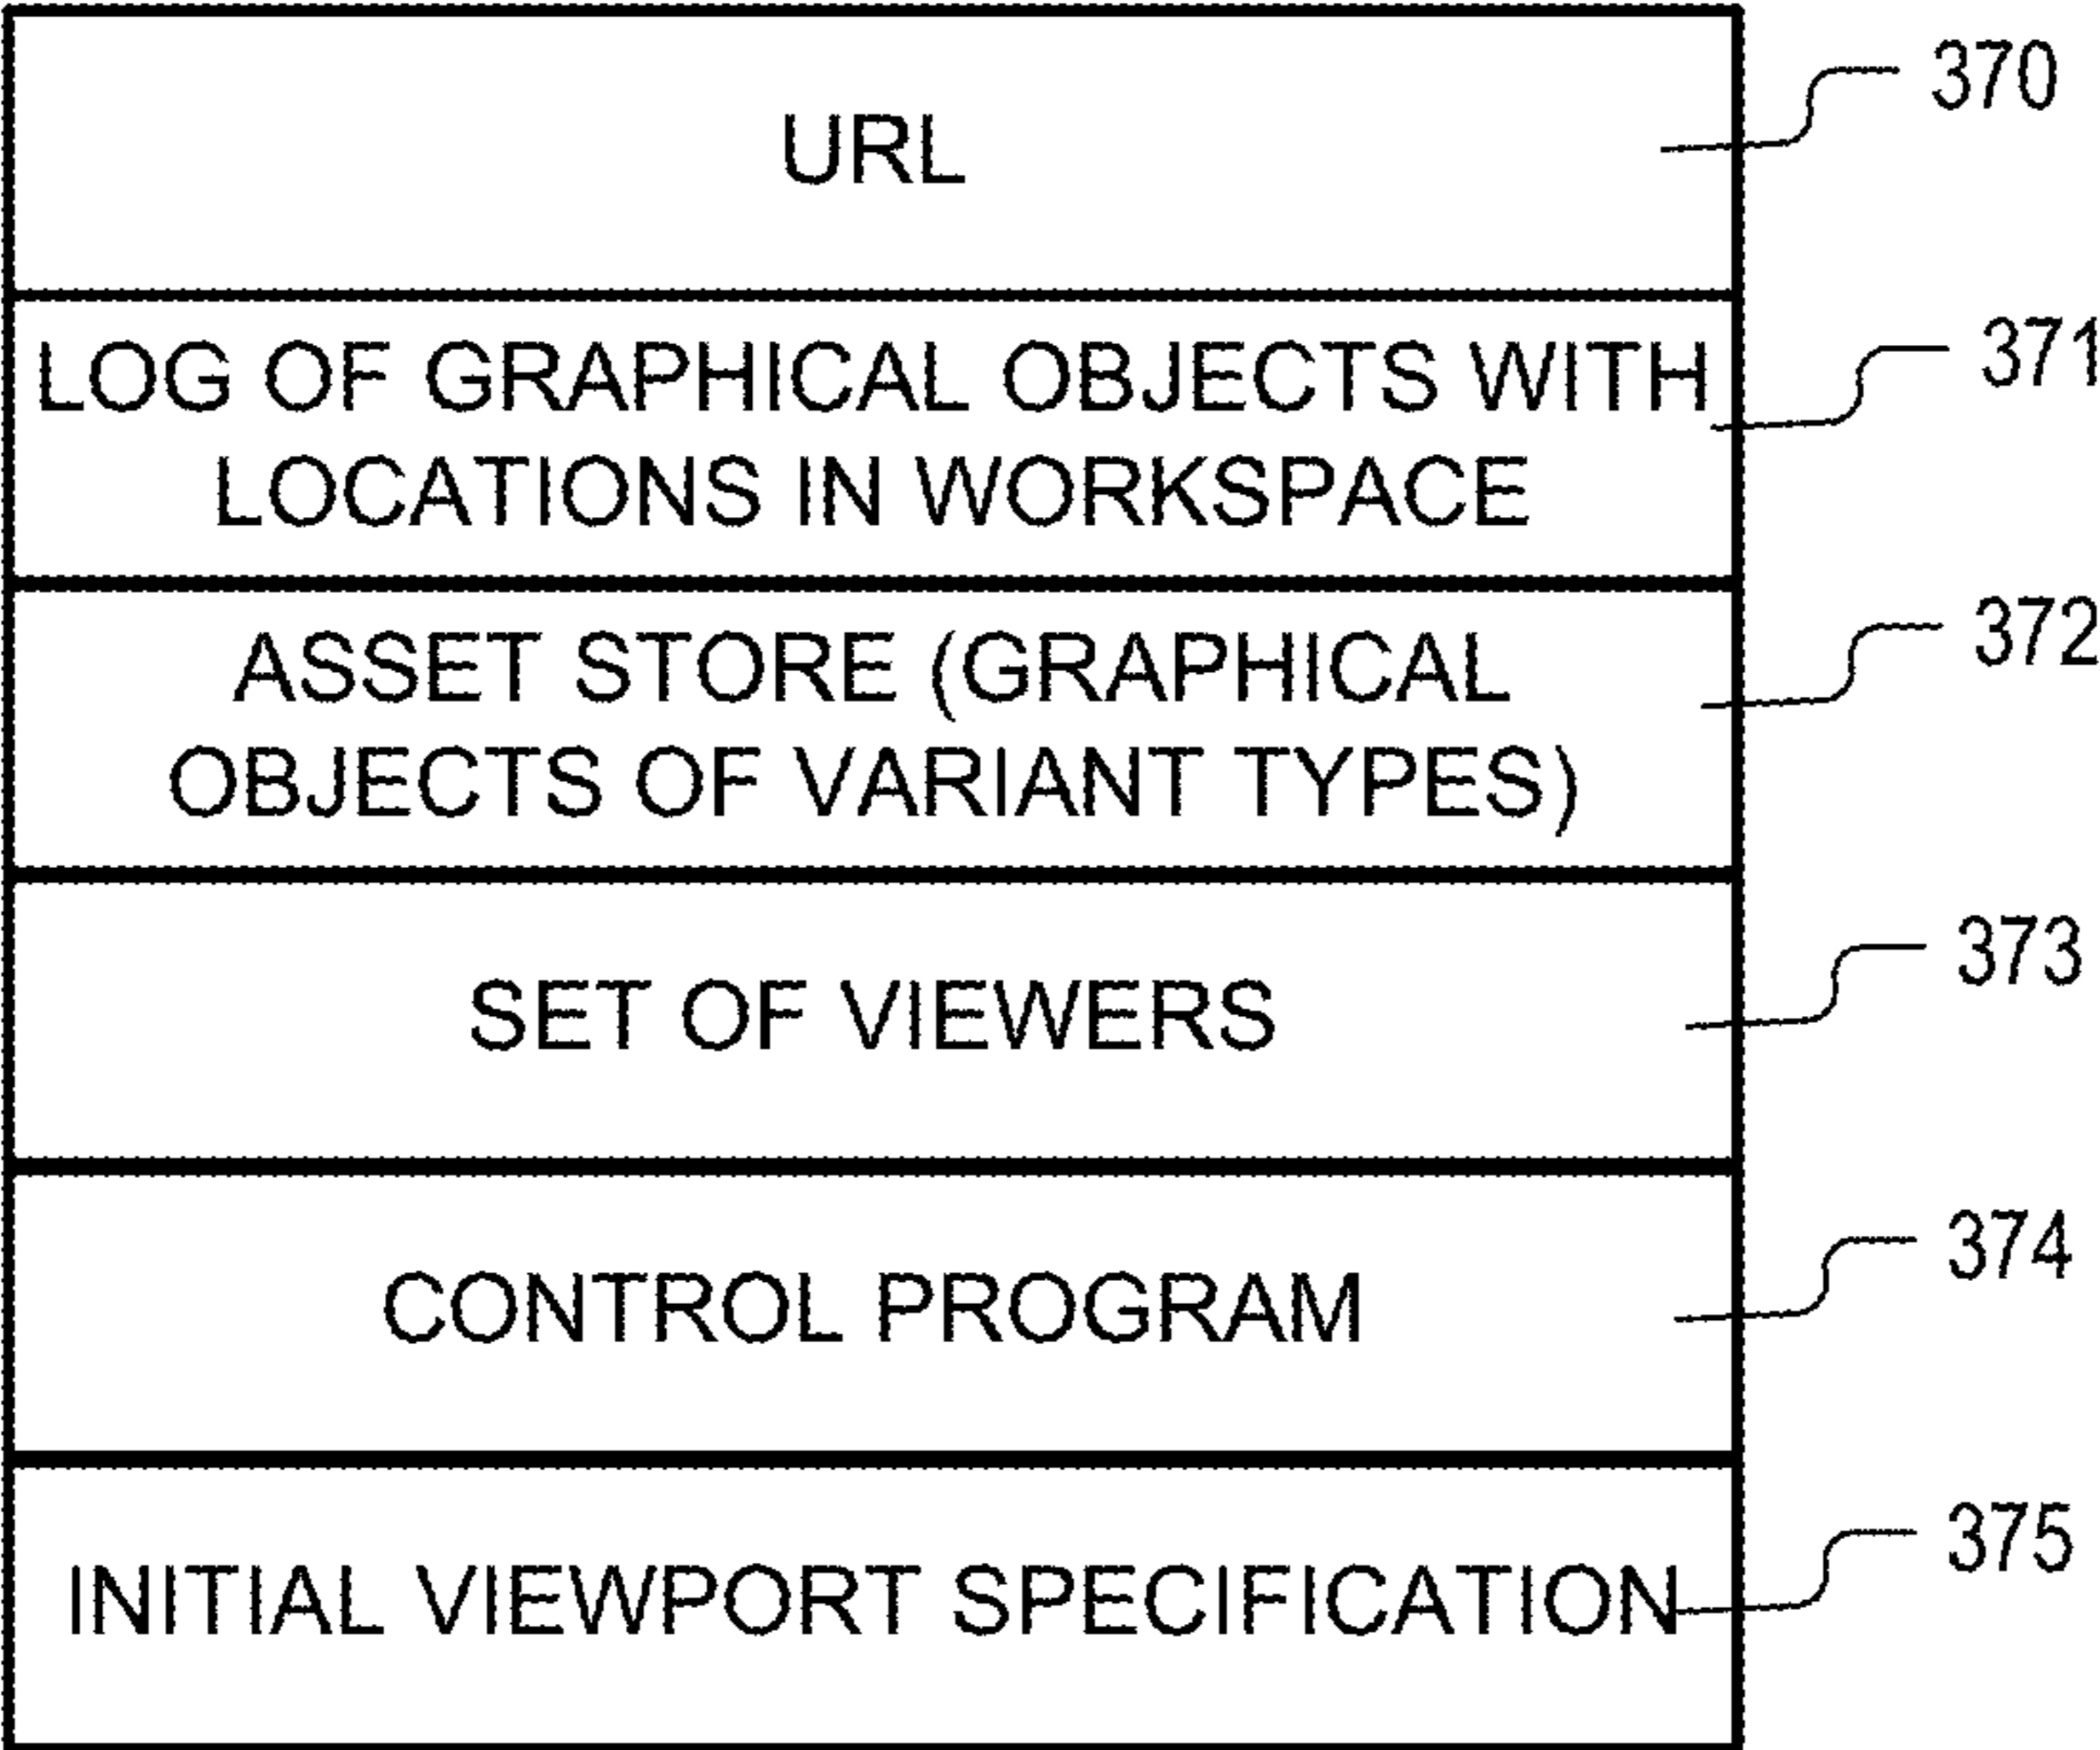 URL
370
LOG OF GRAPHICAL OBJECTS WITH
LOCATIONS IN WORKSPACE
371
ASSET STORE (GRAPHICAL
OBJECTS OF VARIANT TYPES)
372
SET OF VIEWERS
373
CONTROL PROGRAM
374
INITIAL VIEWPORT SPECIFICATION
375